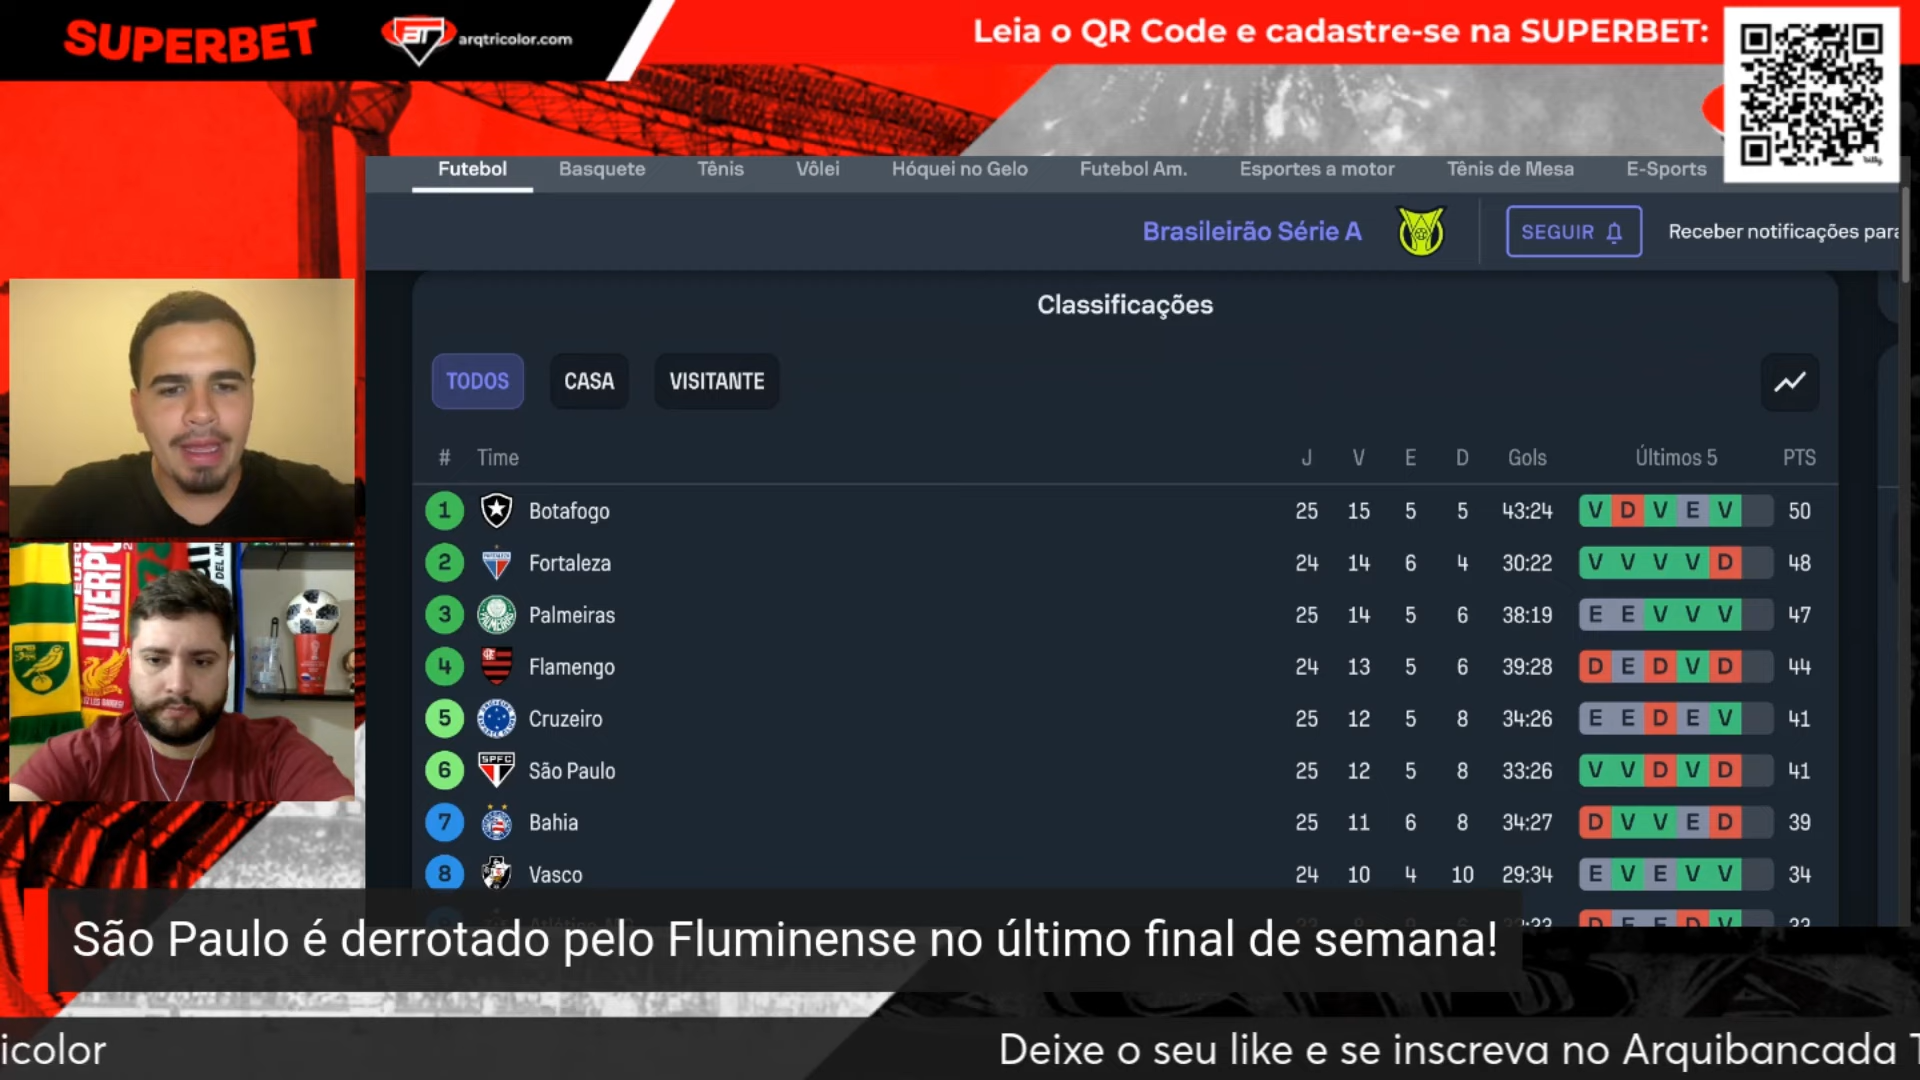 SUPERBET
arqtricolor.com
Leia o QR Code e cadastre-se na SUPERBET:
Futebol Basquete Tênis Vôlei Hóquei no Gelo Futebol Am. Esportes a motor Tênis de Mesa E-Sports
Brasileirão Série A SEGUIR Receber notificações para
Classificações
TODOS CASA VISITANTE
# Time J V E D Gols Últimos 5 PTS
1 Botafogo 25 15 5 5 43:24 V D V E V 50
2 Fortaleza 24 14 6 4 30:22 V V V V D 48
3 Palmeiras 25 14 5 6 38:19 E E V V V 47
4 Flamengo 24 13 5 6 39:28 D E D V D 44
5 Cruzeiro 25 12 5 8 34:26 E E D E V 41
6 São Paulo 25 12 5 8 33:26 V V D V D 41
7 Bahia 25 11 6 8 34:27 D V V E D 39
8 Vasco 24 10 4 10 29:34 E V E V V 34
São Paulo é derrotado pelo Fluminense no último final de semana!
icolor Deixe o seu like e se inscreva no Arquibancada T
LIVERPO
SPFC